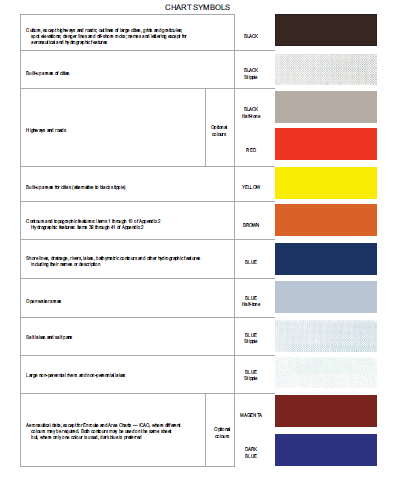 CHART SYMBOLS
Culture, except highways and roads; outlines of large cities, grids and graticules;
spot elevations; danger lines and off-shore rocks; names and lettering except for
aeronautical and hydrographic features
BLACK
Built-up areas of cities
BLACK
Stipple
Highways and roads
Optional
colours
BLACK
Half-tone
RED
Built-up areas for cities (alternative to black stipple)
YELLOW
Contours and topographic features: Items 1 through 10 of Appendix 2
Hydrographic features: Items 39 through 41 of Appendix 2
BROWN
Shore lines, drainage, rivers, lakes, bathymetric contours and other hydrographic features
including their names or description
BLUE
Open water areas
BLUE
Half-tone
Salt lakes and salt pans
BLUE
Stipple
Large non-perennial rivers and non-perennial lakes
BLUE
Stipple
Aeronautical data, except for Enroute and Area Charts — ICAO, where different
colours may be required. Both contours may be used on the same sheet
but, where only one colour is used, dark blue is preferred
Optional
colours
MAGENTA
DARK
BLUE